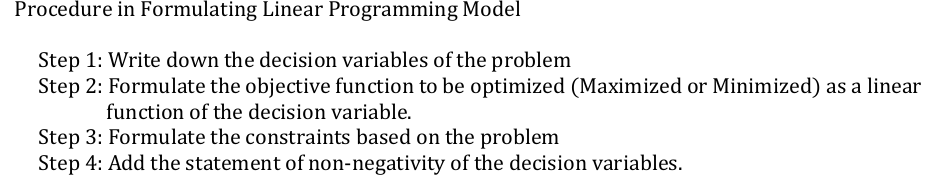 Procedure in Formulating Linear Programming Model
Step 1: Write down the decision variables of the problem
Step 2: Formulate the objective function to be optimized (Maximized or Minimized) as a linear
function of the decision variable.
Step 3: Formulate the constraints based on the problem
Step 4: Add the statement of non-negativity of the decision variables.